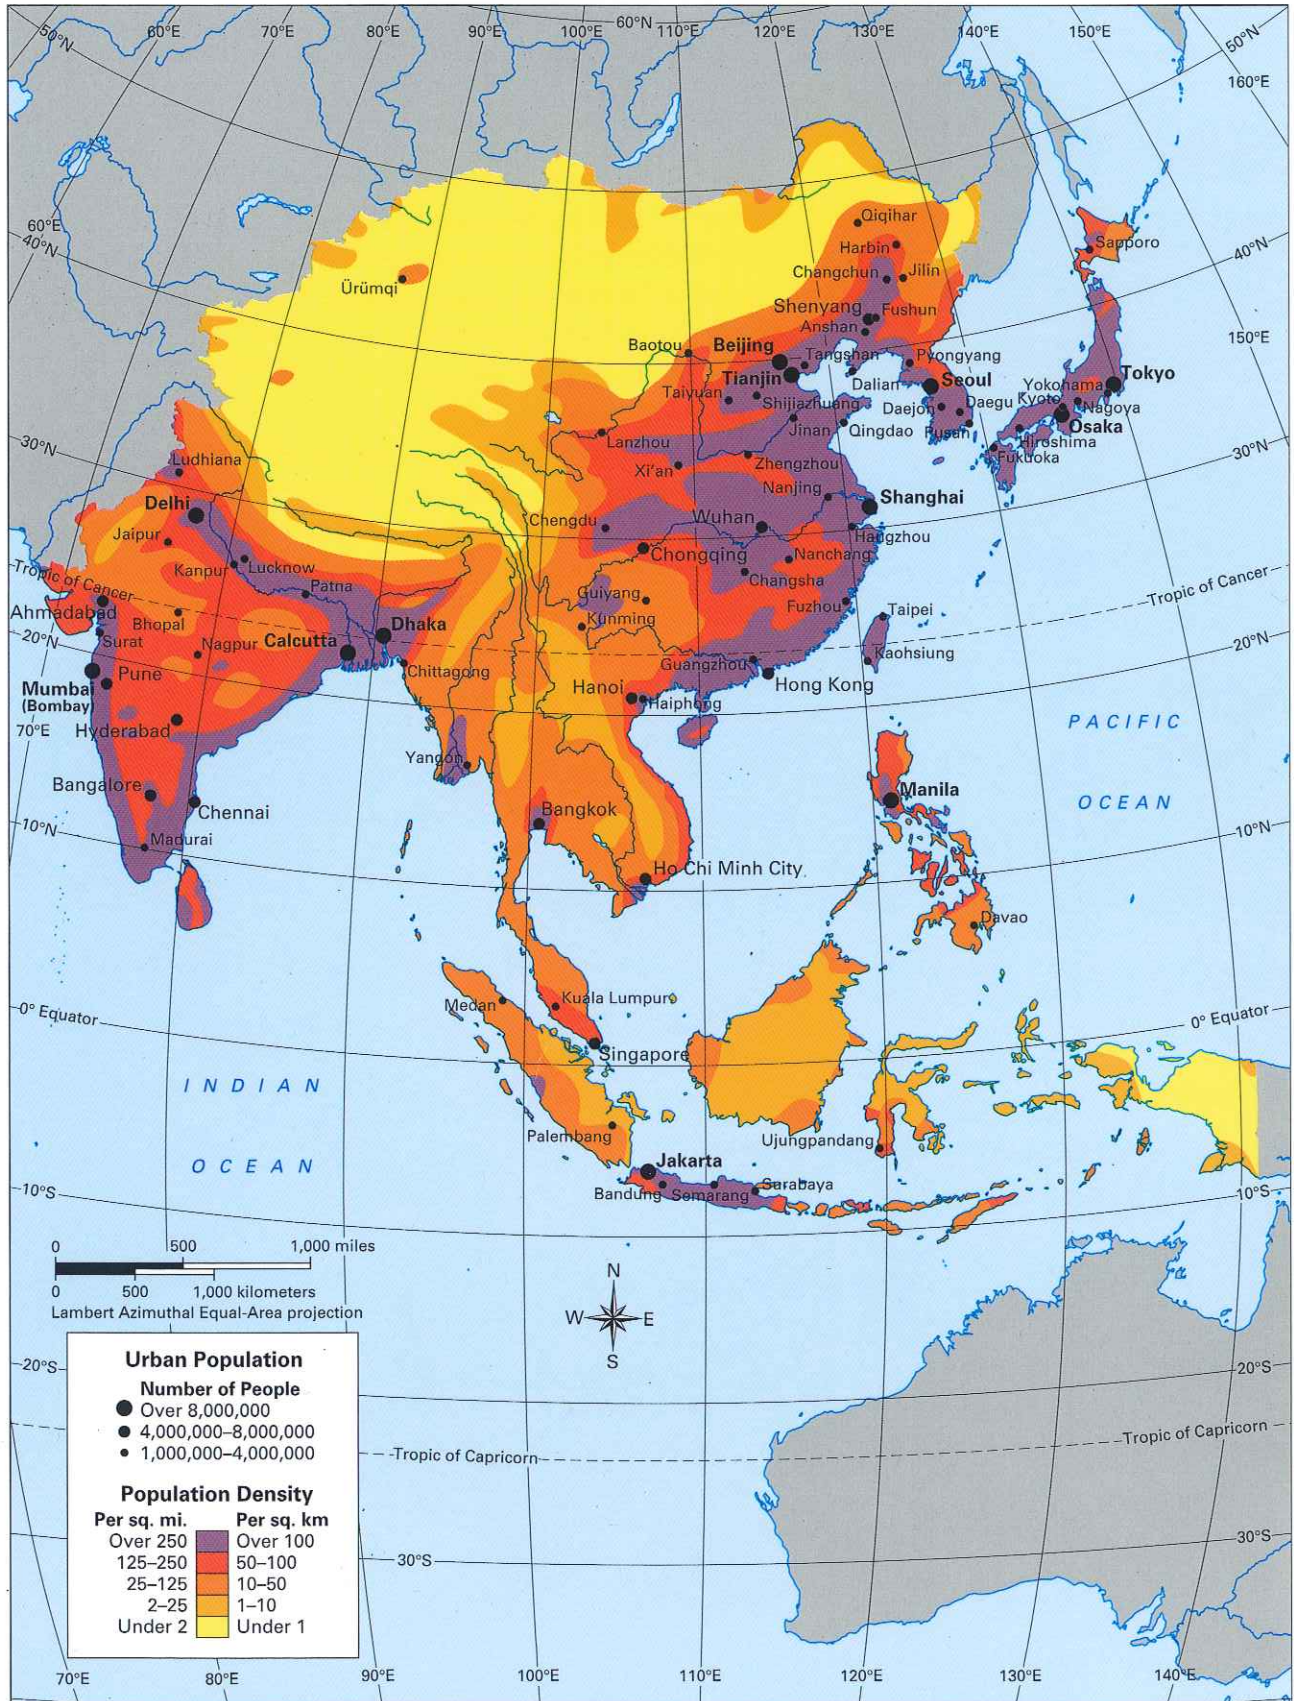 60°N
50°N
60°E
70°E
80°E
90°E
100°E
110°E
120°E
130°E
140°E
150°E
50°N
160°E
60°E
40°N
Qiqihar
Harbin
Sapporo
40°N
Changchun
Jilin
Ürümqi
Shenyang
Fushun
Anshan
150°E
Baotou
Beijing
Tangshan
Pyongyang
Tianjin
Dalian
Seoul
Yokohama
Tokyo
Taiyuan
Shijiazhuang
Daejon
Daegu
Kyoto
Nagoya
Jinan
Qingdao
Pusan
Osaka
Hiroshima
Lanzhou
Fukuoka
30°N
30°N
Ludhiana
Xi'an
Zhengzhou
Nanjing
Shanghai
Delhi
Chengdu
Wuhan
Hangzhou
Jaipur
Chongqing
Nanchang
Kanpur
Lucknow
Changsha
Tropic of Cancer
Patna
Guiyang
Fuzhou
Tropic of Cancer
Ahmadabad
Bhopal
Dhaka
Kunming
Taipei
20°N
Surat
Nagpur
Calcutta
20°N
Pune
Chittagong
Guangzhou
Kaohsiung
Mumbai
(Bombay)
Hanoi
Haiphong
Hong Kong
70°E
Hyderabad
PACIFIC
OCEAN
Yangon
Bangalore
Chennai
Bangkok
Manila
10°N
Madurai
10°N
Ho Chi Minh City
Davao
0° Equator
Medan
Kuala Lumpur
0° Equator
Singapore
INDIAN
OCEAN
Palembang
Ujungpandang
Jakarta
10°S
Bandung
Semarang
Surabaya
10°S
0 500 1,000 miles
0 500 1,000 kilometers
Lambert Azimuthal Equal-Area projection
N
W
E
S
20°S
20°S
Urban Population
Number of People
Over 8,000,000
4,000,000–8,000,000
1,000,000–4,000,000
Tropic of Capricorn
Tropic of Capricorn
Population Density
Per sq. mi. Per sq. km
Over 250 Over 100
125–250 50–100
25–125 10–50
2–25 1–10
Under 2 Under 1
30°S
30°S
70°E
80°E
90°E
100°E
110°E
120°E
130°E
140°E